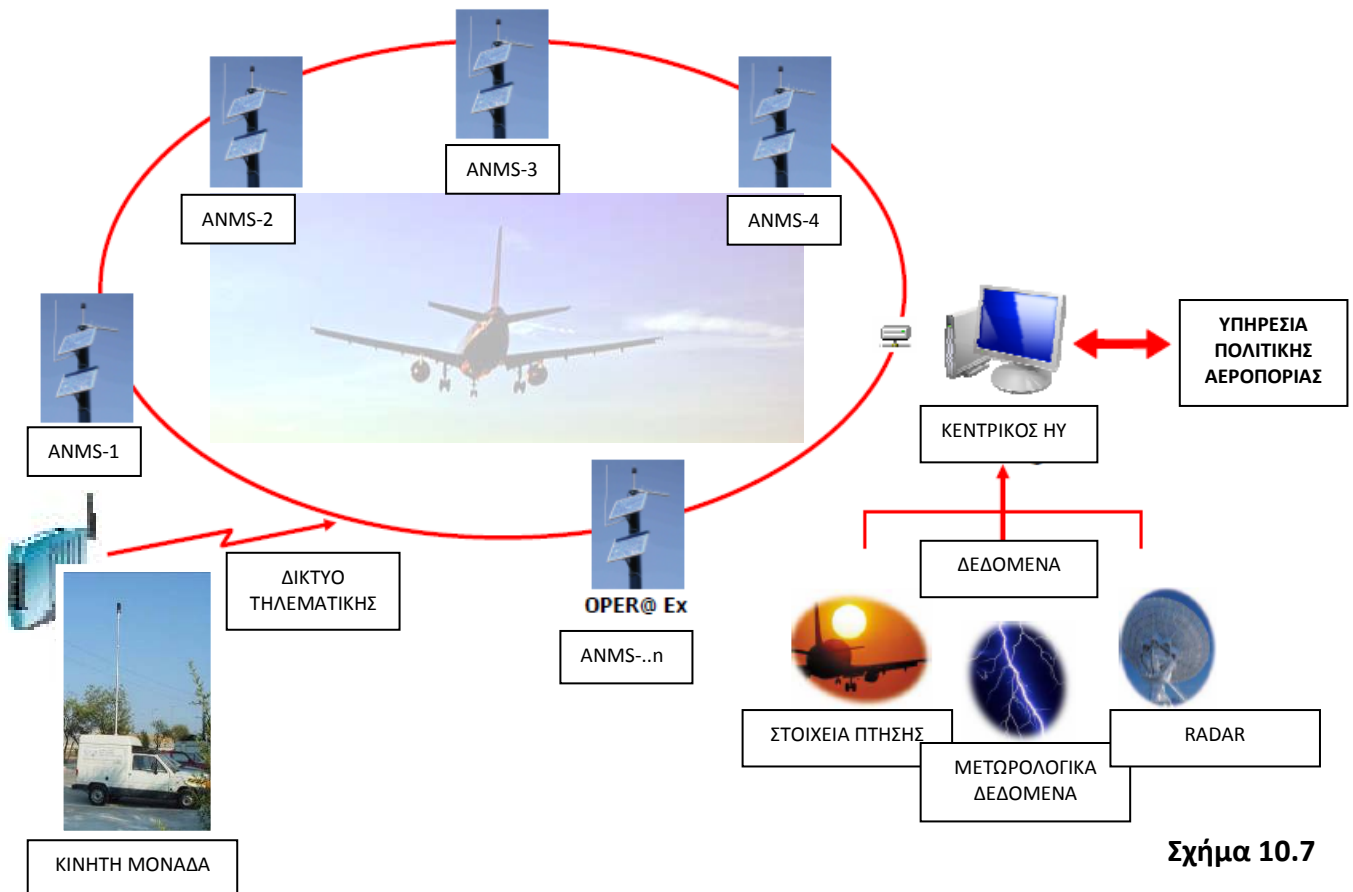 ANMS-3
ANMS-2
ANMS-4
ANMS-1
ΥΠΗΡΕΣΙΑ
ΠΟΛΙΤΙΚΗΣ
ΑΕΡΟΠΟΡΙΑΣ
ΚΕΝΤΡΙΚΟΣ ΗΥ
ΔΙΚΤΥΟ
ΤΗΛΕΜΑΤΙΚΗΣ
ΔΕΔΟΜΕΝΑ
OPER@ Ex
ANMS-..n
ΣΤΟΙΧΕΙΑ ΠΤΗΣΗΣ
ΜΕΤΩΡΟΛΟΓΙΚΑ
ΔΕΔΟΜΕΝΑ
RADAR
ΚΙΝΗΤΗ ΜΟΝΑΔΑ
Σχήμα 10.7